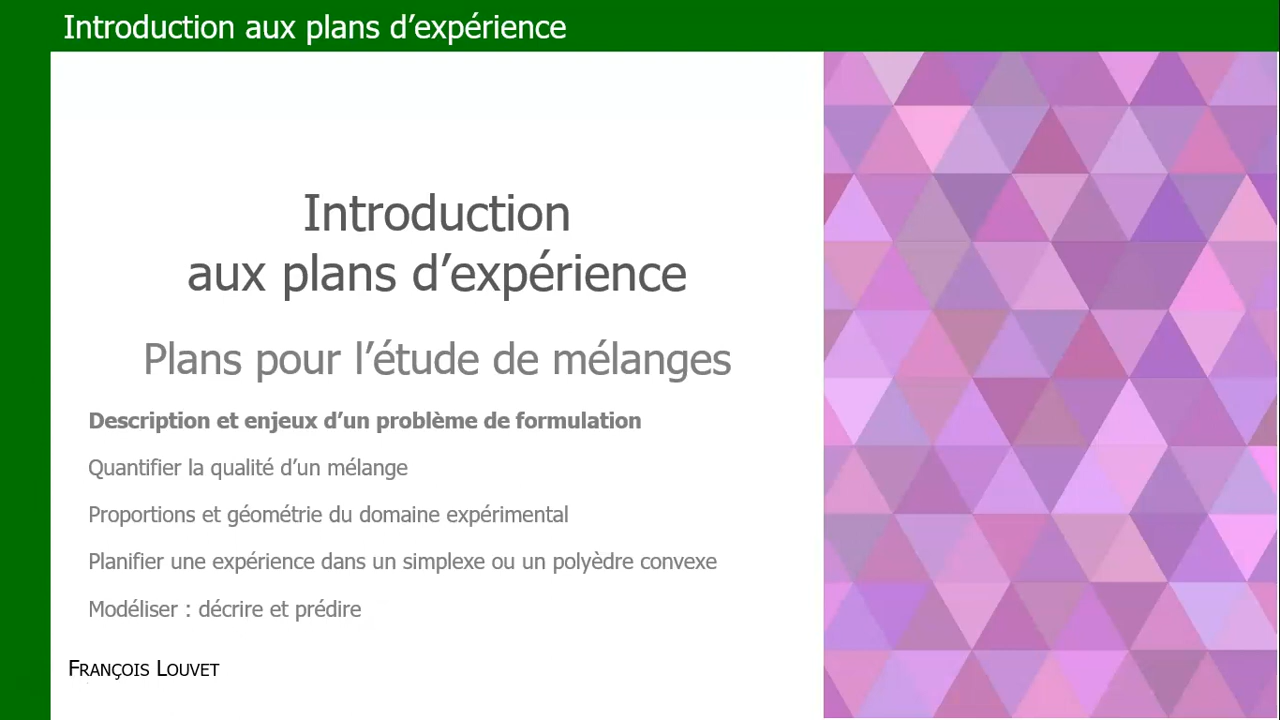 Introduction aux plans d’expérience
Introduction
aux plans d’expérience
Plans pour l’étude de mélanges
Description et enjeux d’un problème de formulation
Quantifier la qualité d’un mélange
Proportions et géométrie du domaine expérimental
Planifier une expérience dans un simplexe ou un polyèdre convexe
Modéliser : décrire et prédire
FRANÇOIS LOUVET